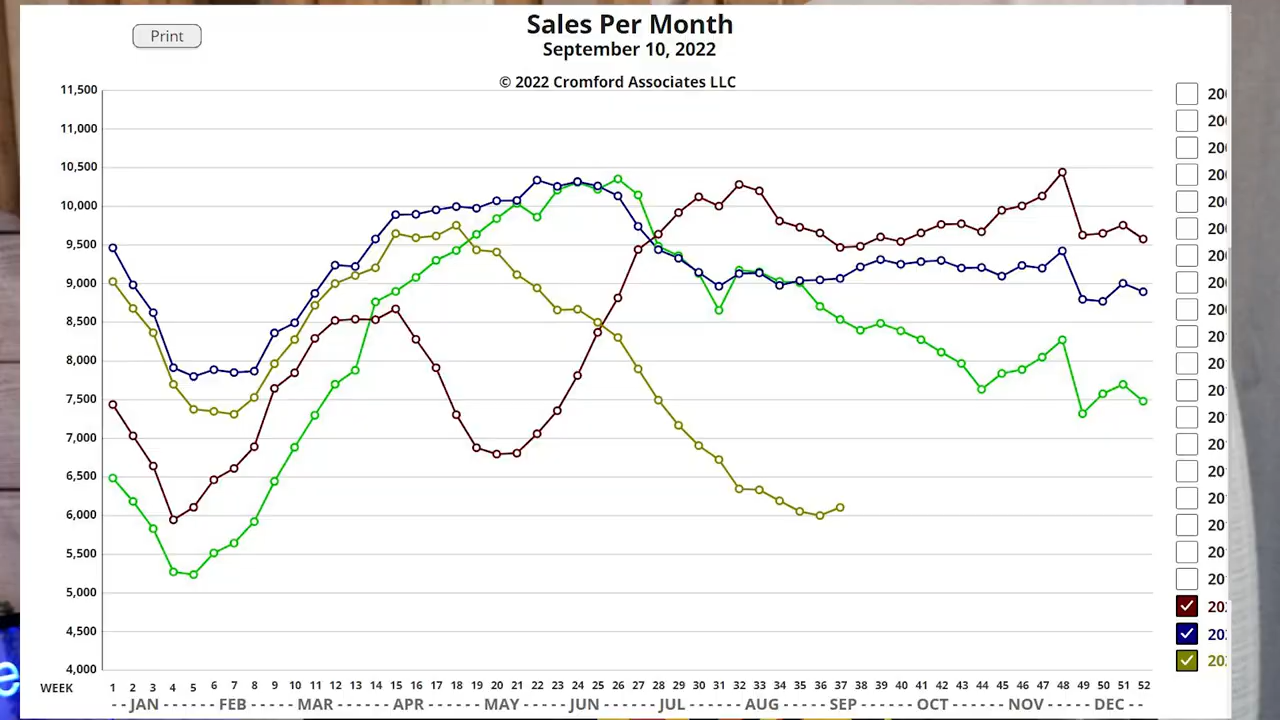 Print
Sales Per Month
September 10, 2022
© 2022 Cromford Associates LLC
11,500
11,000
10,500
10,000
9,500
9,000
8,500
8,000
7,500
7,000
6,500
6,000
5,500
5,000
4,500
4,000
WEEK 1 2 3 4 5 6 7 8 9 10 11 12 13 14 15 16 17 18 19 20 21 22 23 24 25 26 27 28 29 30 31 32 33 34 35 36 37 38 39 40 41 42 43 44 45 46 47 48 49 50 51 52
JAN FEB MAR APR MAY JUN JUL AUG SEP OCT NOV DEC
e